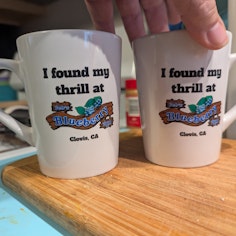 I found my
thrill at
Blueberry
Clovis, CA
I found my
thrill at
Blueberry
Clovis, CA